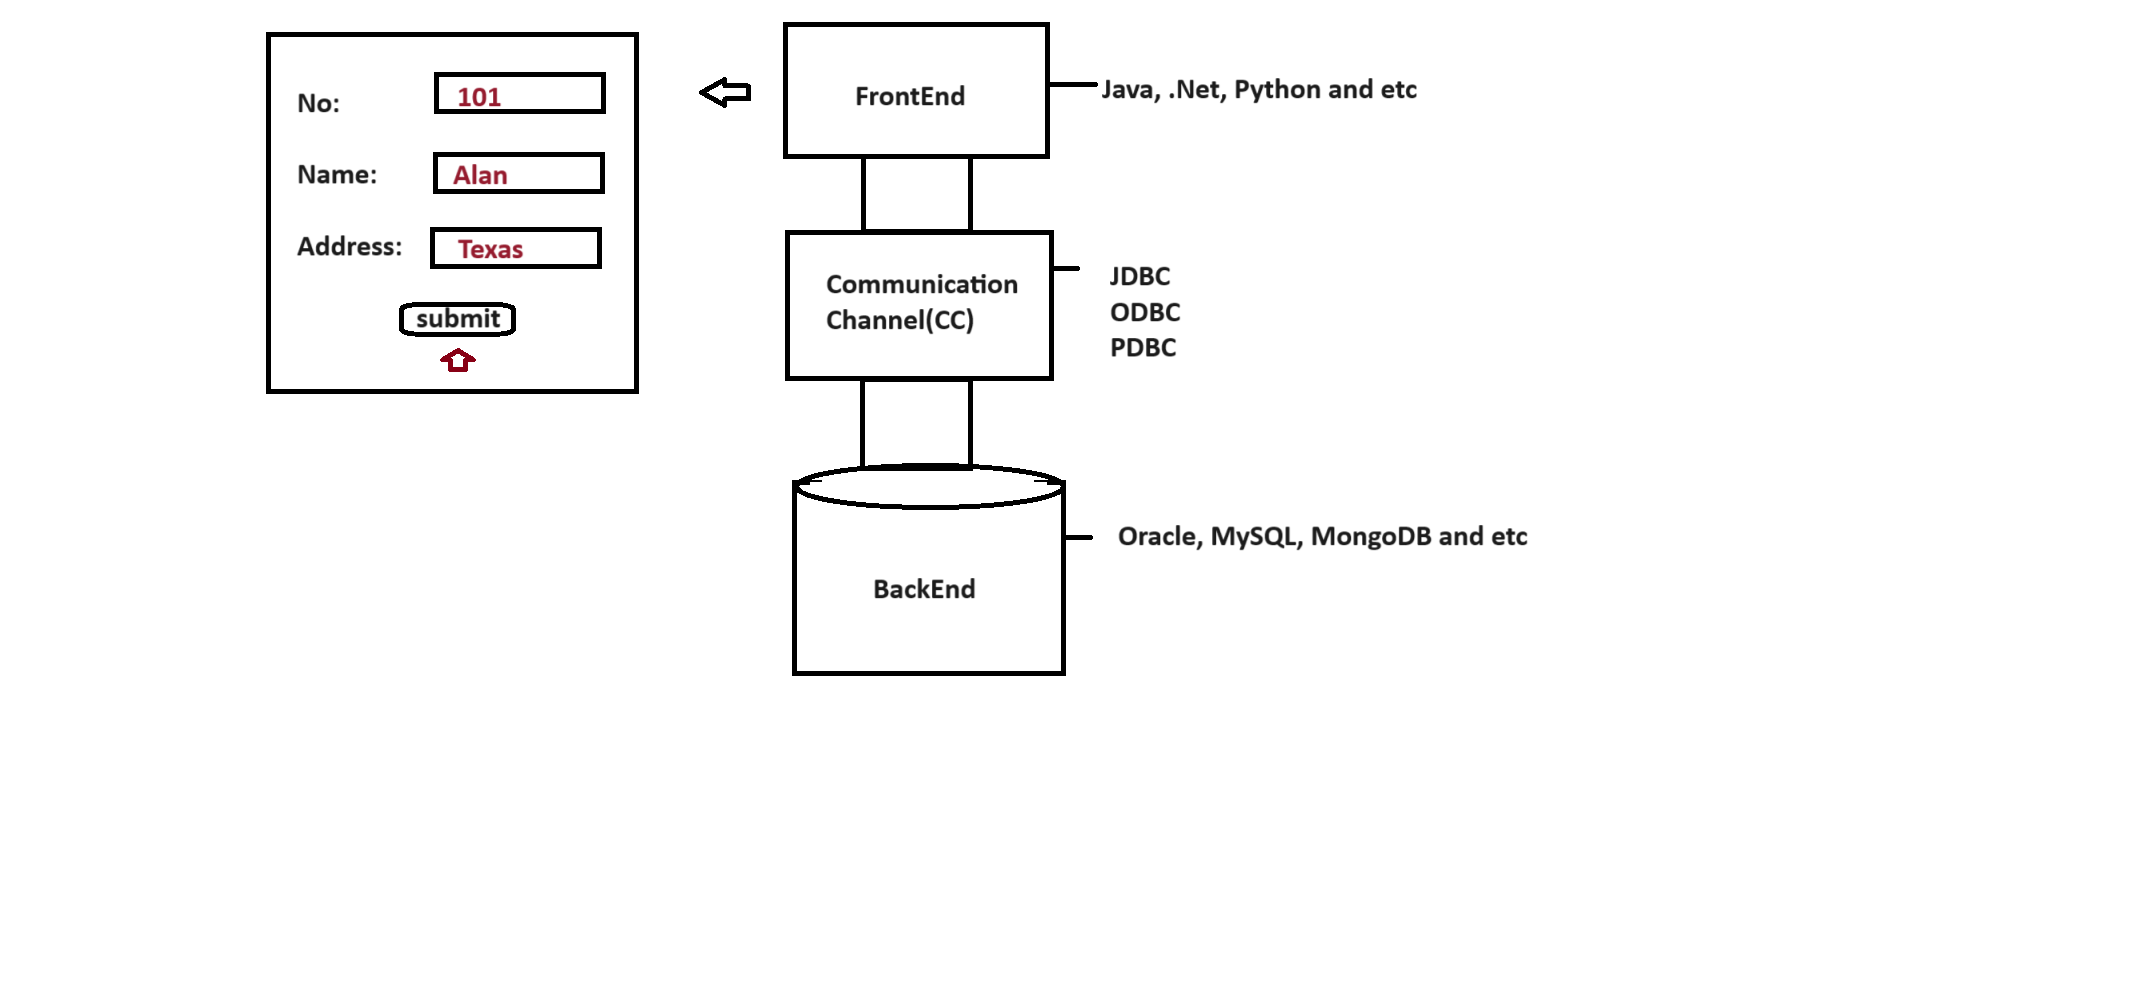 No:
101
Name:
Alan
Address:
Texas
submit
FrontEnd
Java, .Net, Python and etc
Communication
Channel(CC)
JDBC
ODBC
PDBC
BackEnd
Oracle, MySQL, MongoDB and etc